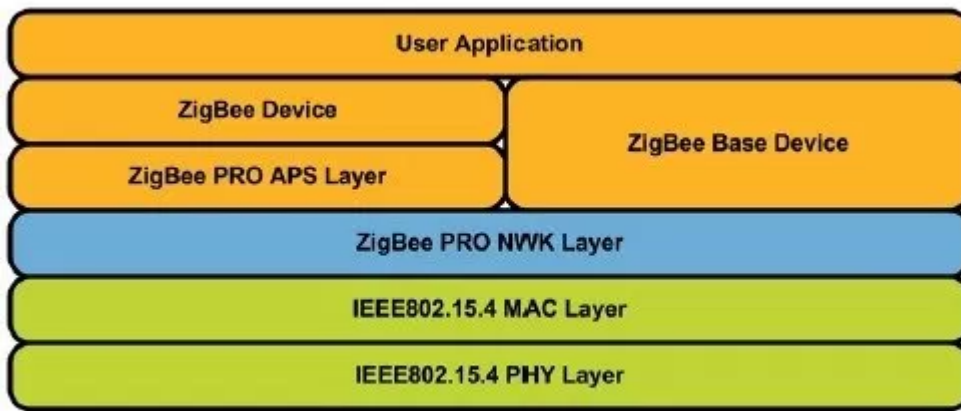 User Application
ZigBee Device
ZigBee Base Device
ZigBee PRO APS Layer
ZigBee PRO NWK Layer
IEEE802.15.4 MAC Layer
IEEE802.15.4 PHY Layer